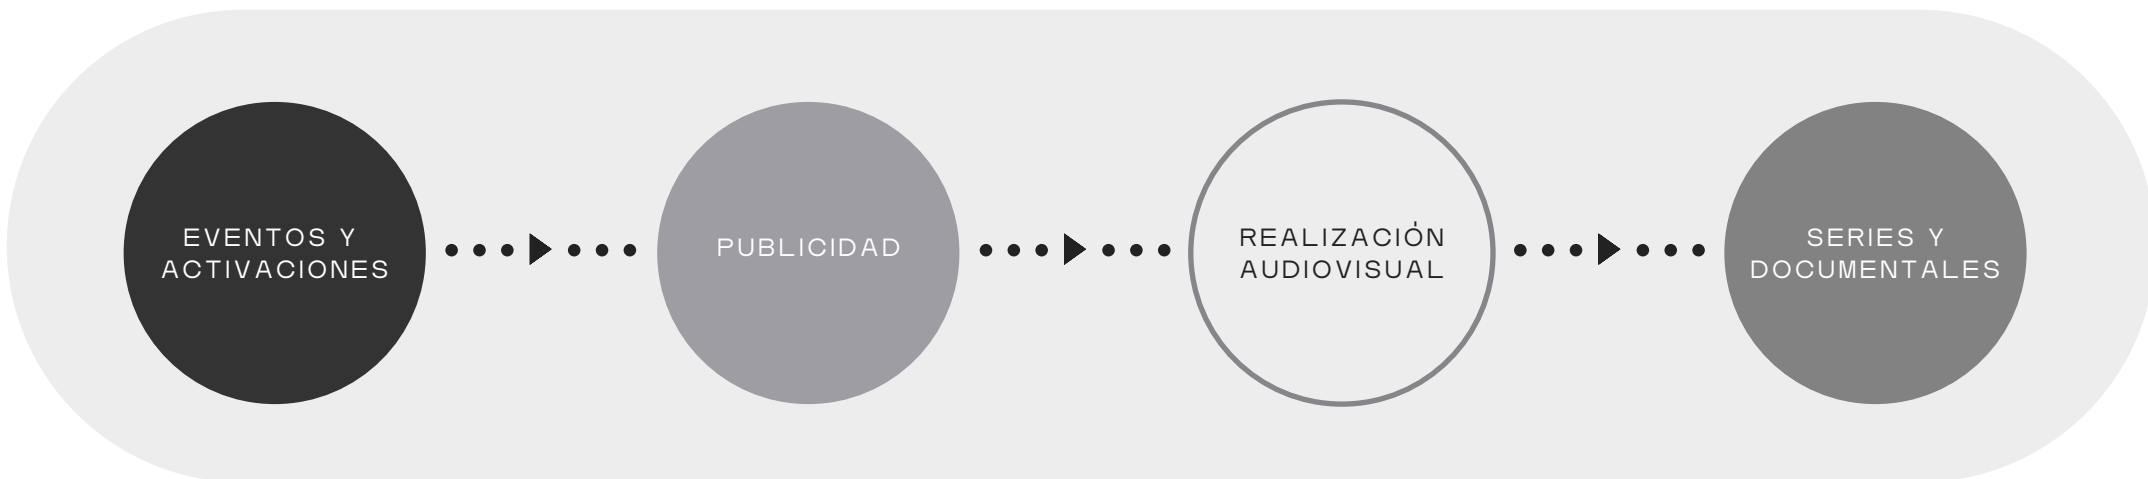 EVENTOS Y
ACTIVACIONES
PUBLICIDAD
REALIZACIÓN
AUDIOVISUAL
SERIES Y
DOCUMENTALES